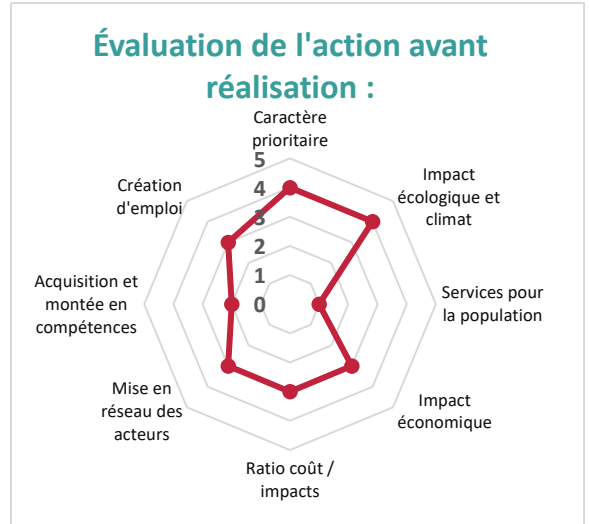 Évaluation de l'action avant
réalisation :
Caractère
prioritaire
Impact
écologique et
climat
Services pour
la population
Impact
économique
Ratio coût /
impacts
Mise en
réseau des
acteurs
Acquisition et
montée en
compétences
Création
d'emploi
5
4
3
2
1
0